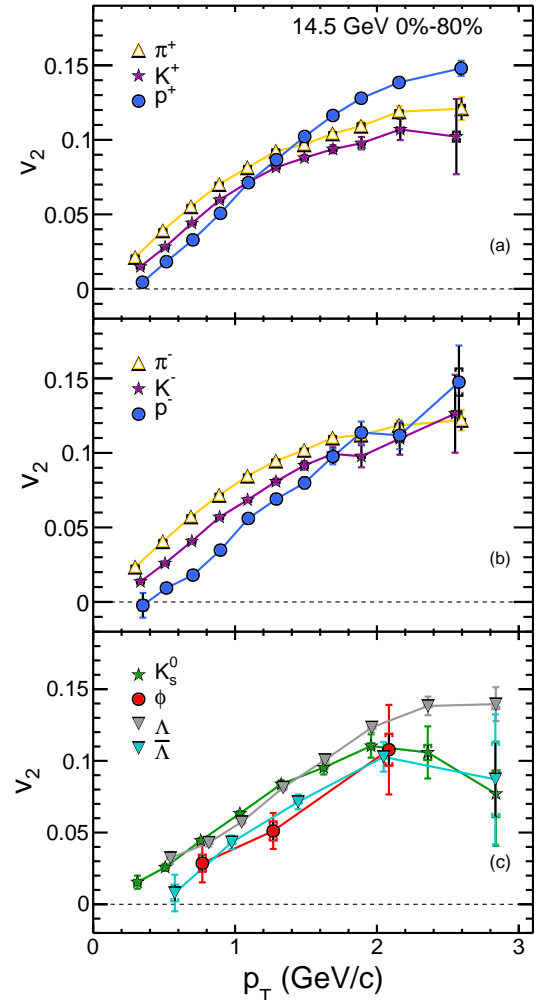 14.5 GeV 0%-80%
π+
K+
p+
v2
0.15
0.1
0.05
0
(a)
π-
K-
p-
v2
0.15
0.1
0.05
0
(b)
K0s
ϕ
Λ
Λ̅
v2
0.15
0.1
0.05
0
(c)
0 1 2 3
pT (GeV/c)